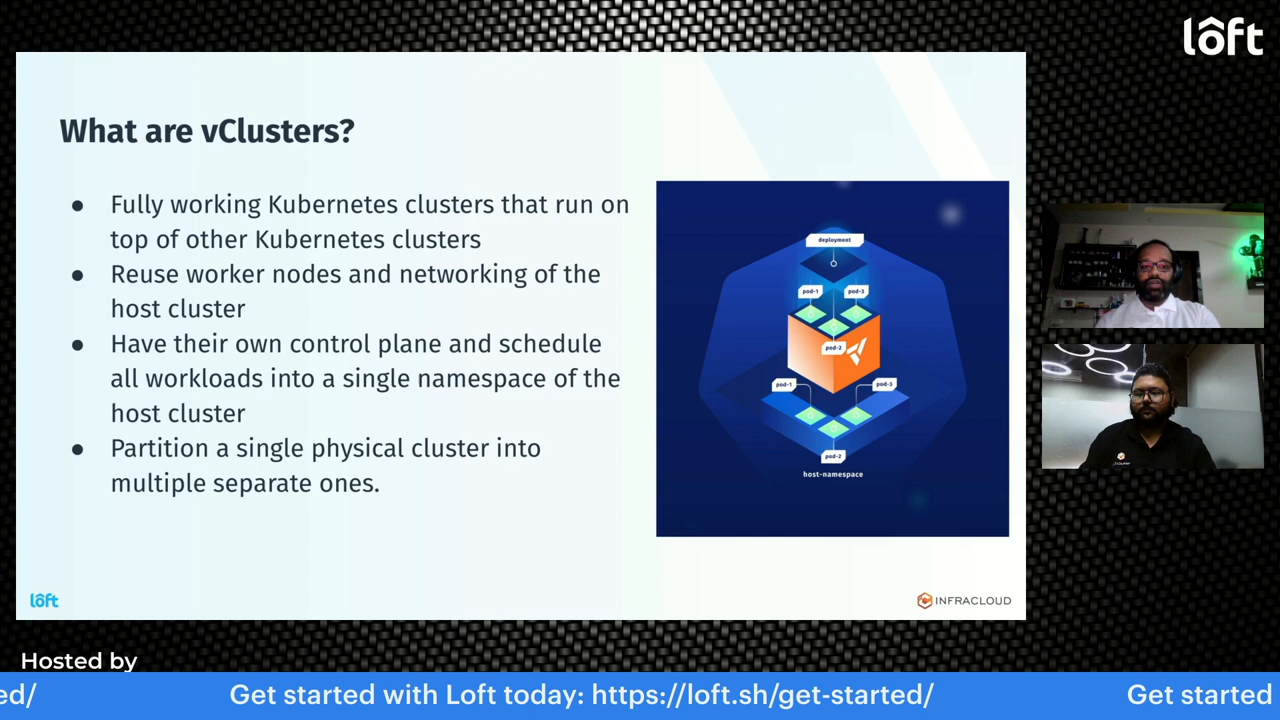 lôft
What are vClusters?
● Fully working Kubernetes clusters that run on
top of other Kubernetes clusters
● Reuse worker nodes and networking of the
host cluster
● Have their own control plane and schedule
all workloads into a single namespace of the
host cluster
● Partition a single physical cluster into
multiple separate ones.
deployment
pod-1
pod-3
pod-2
pod-1
pod-3
pod-2
host-namespace
lôft
INFRACLOUD
Hosted by
ed/
Get started with Loft today: https://loft.sh/get-started/
Get started